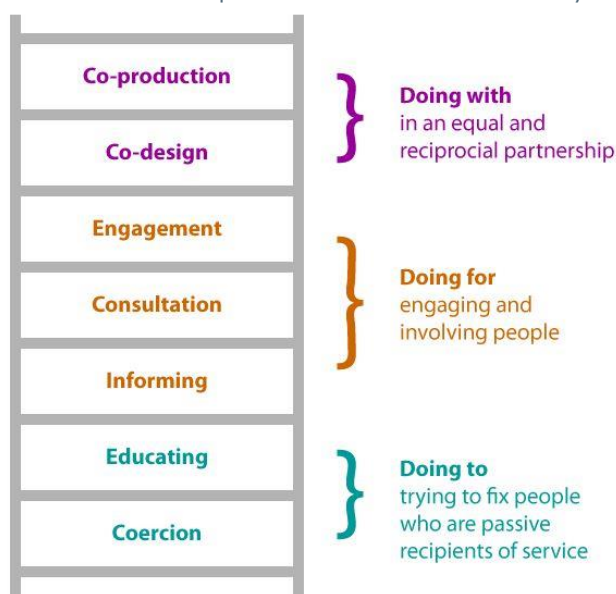 Co-production
Co-design
Doing with
in an equal and
reciprocial partnership
Engagement
Consultation
Informing
Doing for
engaging and
involving people
Educating
Coercion
Doing to
trying to fix people
who are passive
recipients of service